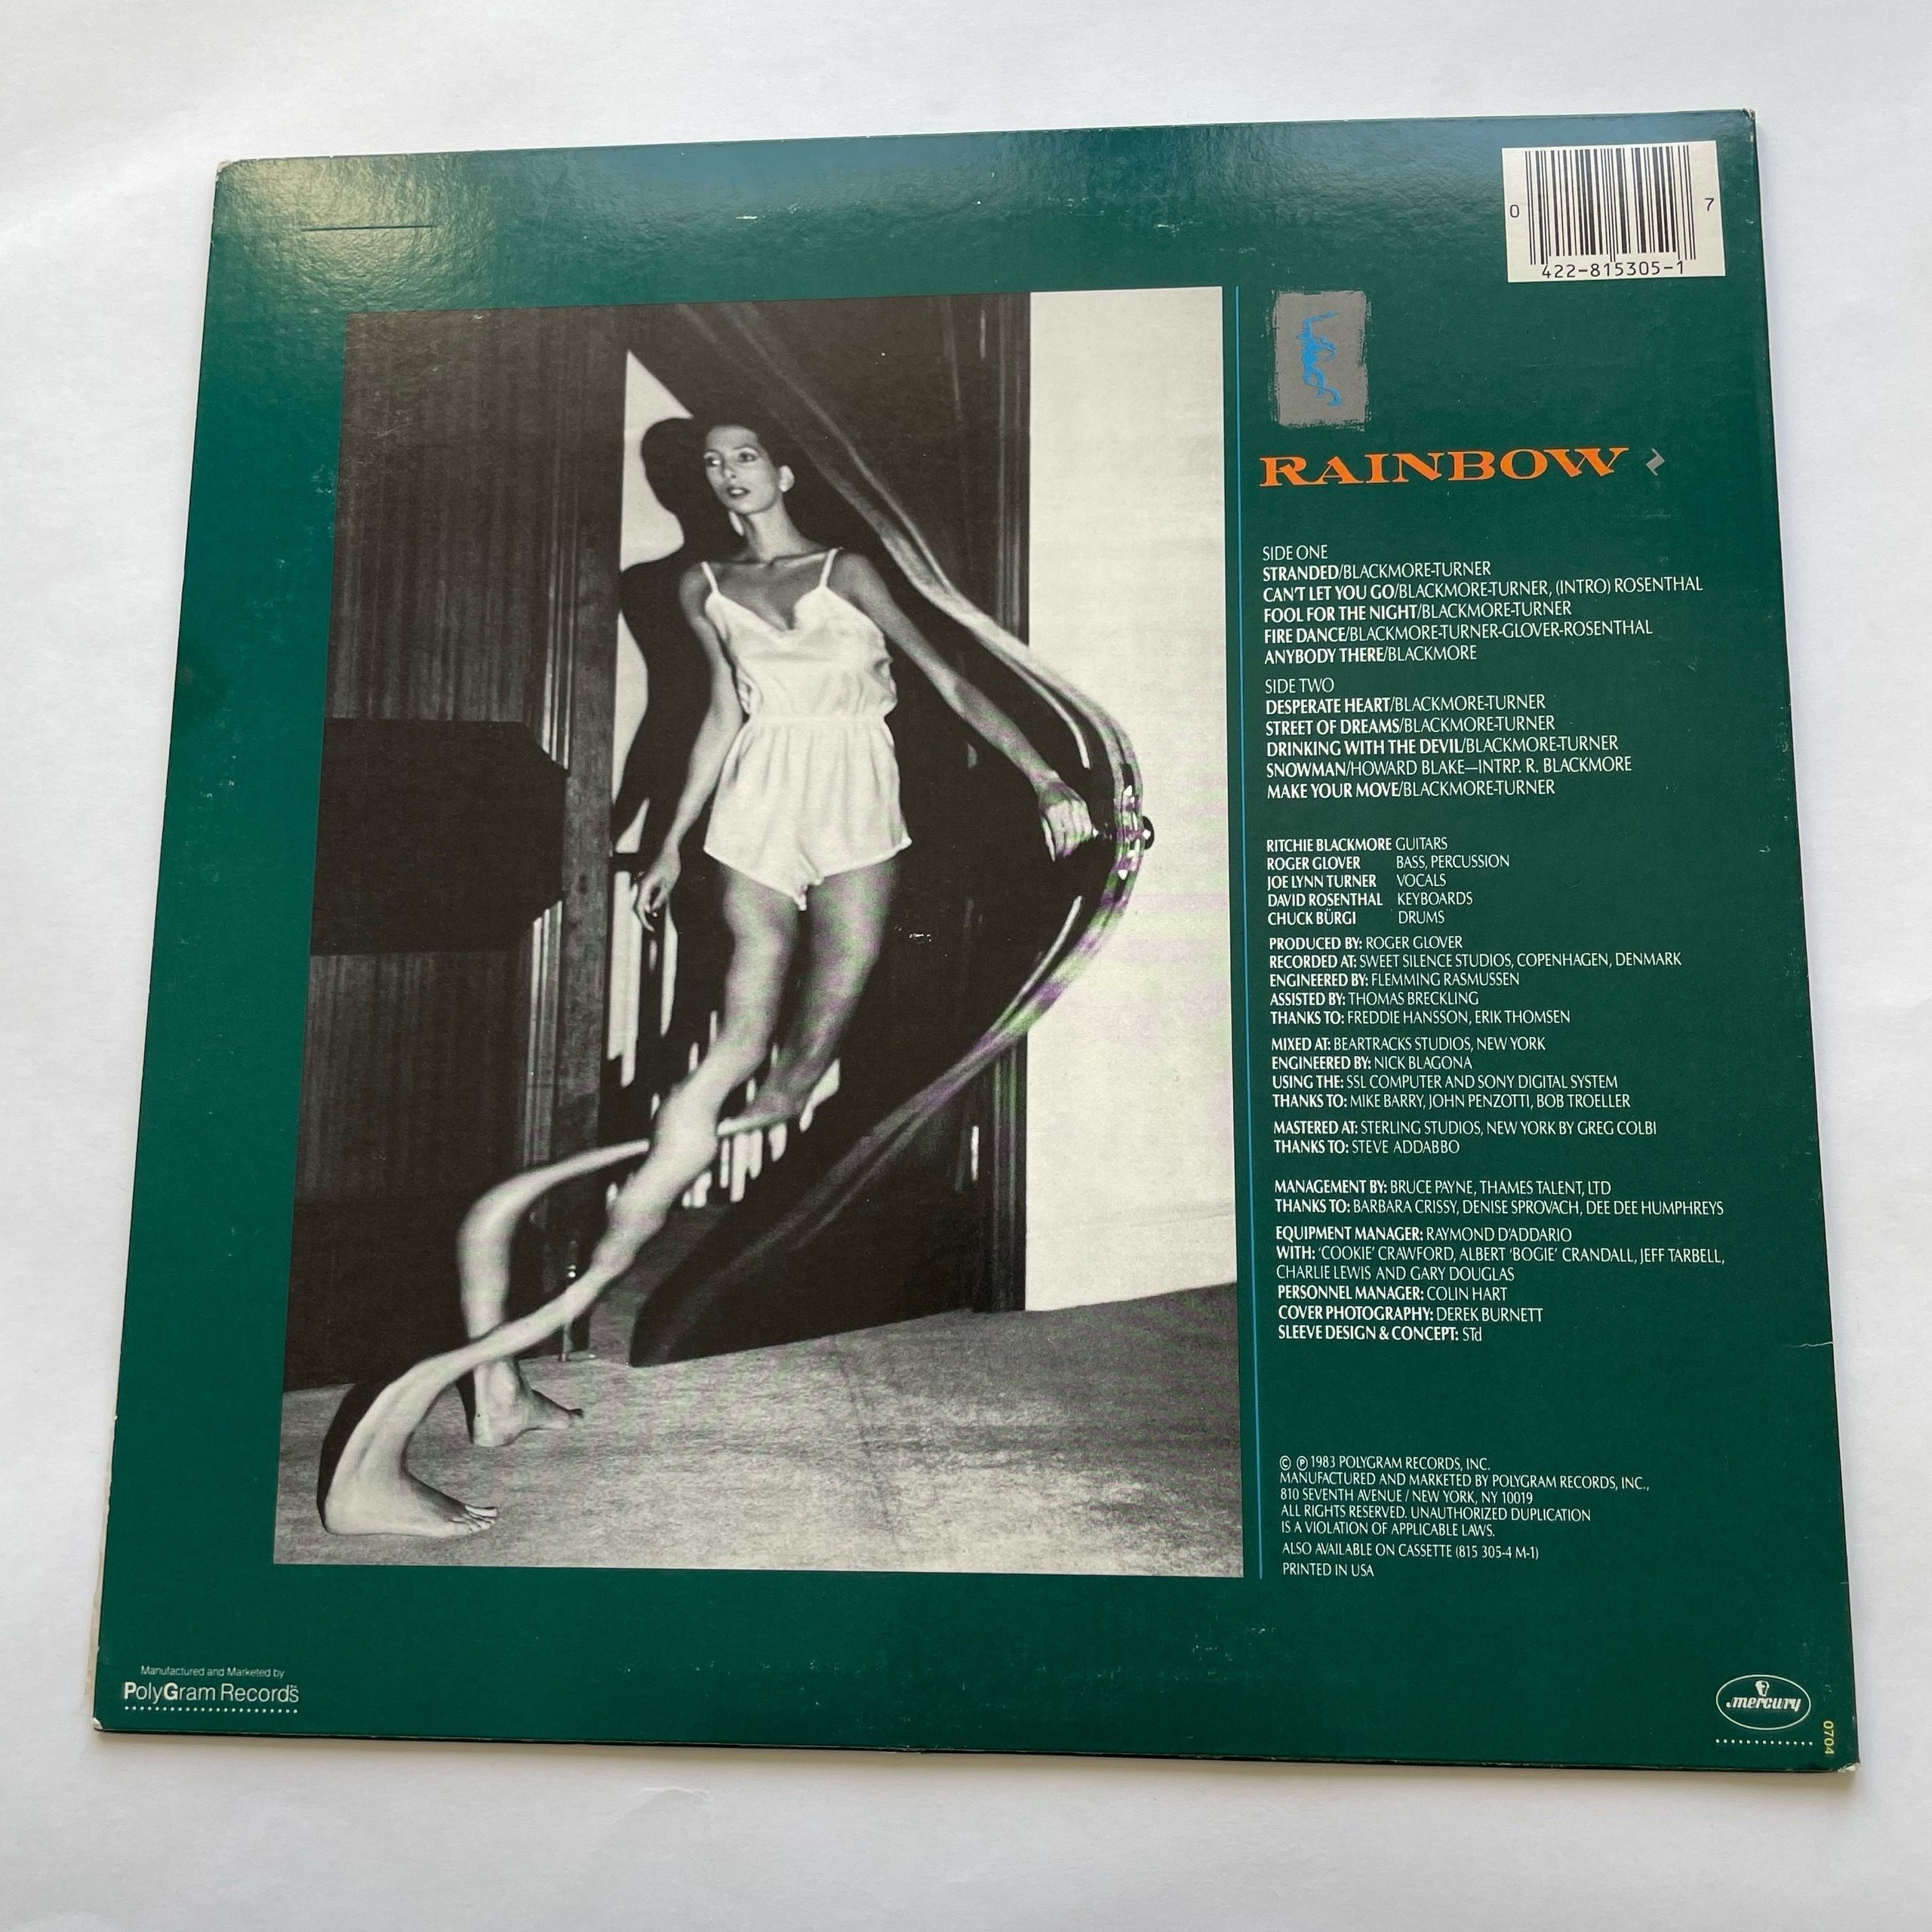 0 7
422-815305-1
RAINBOW
SIDE ONE
STRANDED/BLACKMORE-TURNER
CAN'T LET YOU GO/BLACKMORE-TURNER, (INTRO) ROSENTHAL
FOOL FOR THE NIGHT/BLACKMORE-TURNER
FIRE DANCE/BLACKMORE-TURNER-GLOVER-ROSENTHAL
ANYBODY THERE/BLACKMORE
SIDE TWO
DESPERATE HEART/BLACKMORE-TURNER
STREET OF DREAMS/BLACKMORE-TURNER
DRINKING WITH THE DEVIL/BLACKMORE-TURNER
SNOWMAN/HOWARD BLAKE—INTRP. R. BLACKMORE
MAKE YOUR MOVE/BLACKMORE-TURNER
RITCHIE BLACKMORE GUITARS
ROGER GLOVER BASS, PERCUSSION
JOE LYNN TURNER VOCALS
DAVID ROSENTHAL KEYBOARDS
CHUCK BÜRGI DRUMS
PRODUCED BY: ROGER GLOVER
RECORDED AT: SWEET SILENCE STUDIOS, COPENHAGEN, DENMARK
ENGINEERED BY: FLEMMING RASMUSSEN
ASSISTED BY: THOMAS BRECKLING
THANKS TO: FREDDIE HANSSON, ERIK THOMSEN
MIXED AT: BEARTRACKS STUDIOS, NEW YORK
ENGINEERED BY: NICK BLAGONA
USING THE: SSL COMPUTER AND SONY DIGITAL SYSTEM
THANKS TO: MIKE BARRY, JOHN PENZOTTI, BOB TROELLER
MASTERED AT: STERLING STUDIOS, NEW YORK BY GREG COLBI
THANKS TO: STEVE ADDABBO
MANAGEMENT BY: BRUCE PAYNE, THAMES TALENT, LTD
THANKS TO: BARBARA CRISSY, DENISE SPROVACH, DEE DEE HUMPHREYS
EQUIPMENT MANAGER: RAYMOND D'ADDARIO
WITH: 'COOKIE' CRAWFORD, ALBERT 'BOGIE' CRANDALL, JEFF TARBELL,
CHARLIE LEWIS AND GARY DOUGLAS
PERSONNEL MANAGER: COLIN HART
COVER PHOTOGRAPHY: DEREK BURNETT
SLEEVE DESIGN & CONCEPT: STd
© ℗ 1983 POLYGRAM RECORDS, INC.
MANUFACTURED AND MARKETED BY POLYGRAM RECORDS, INC.,
810 SEVENTH AVENUE / NEW YORK, NY 10019
ALL RIGHTS RESERVED. UNAUTHORIZED DUPLICATION
IS A VIOLATION OF APPLICABLE LAWS.
ALSO AVAILABLE ON CASSETTE (815 305-4 M-1)
PRINTED IN USA
Manufactured and Marketed by
PolyGram Records
mercury
0704